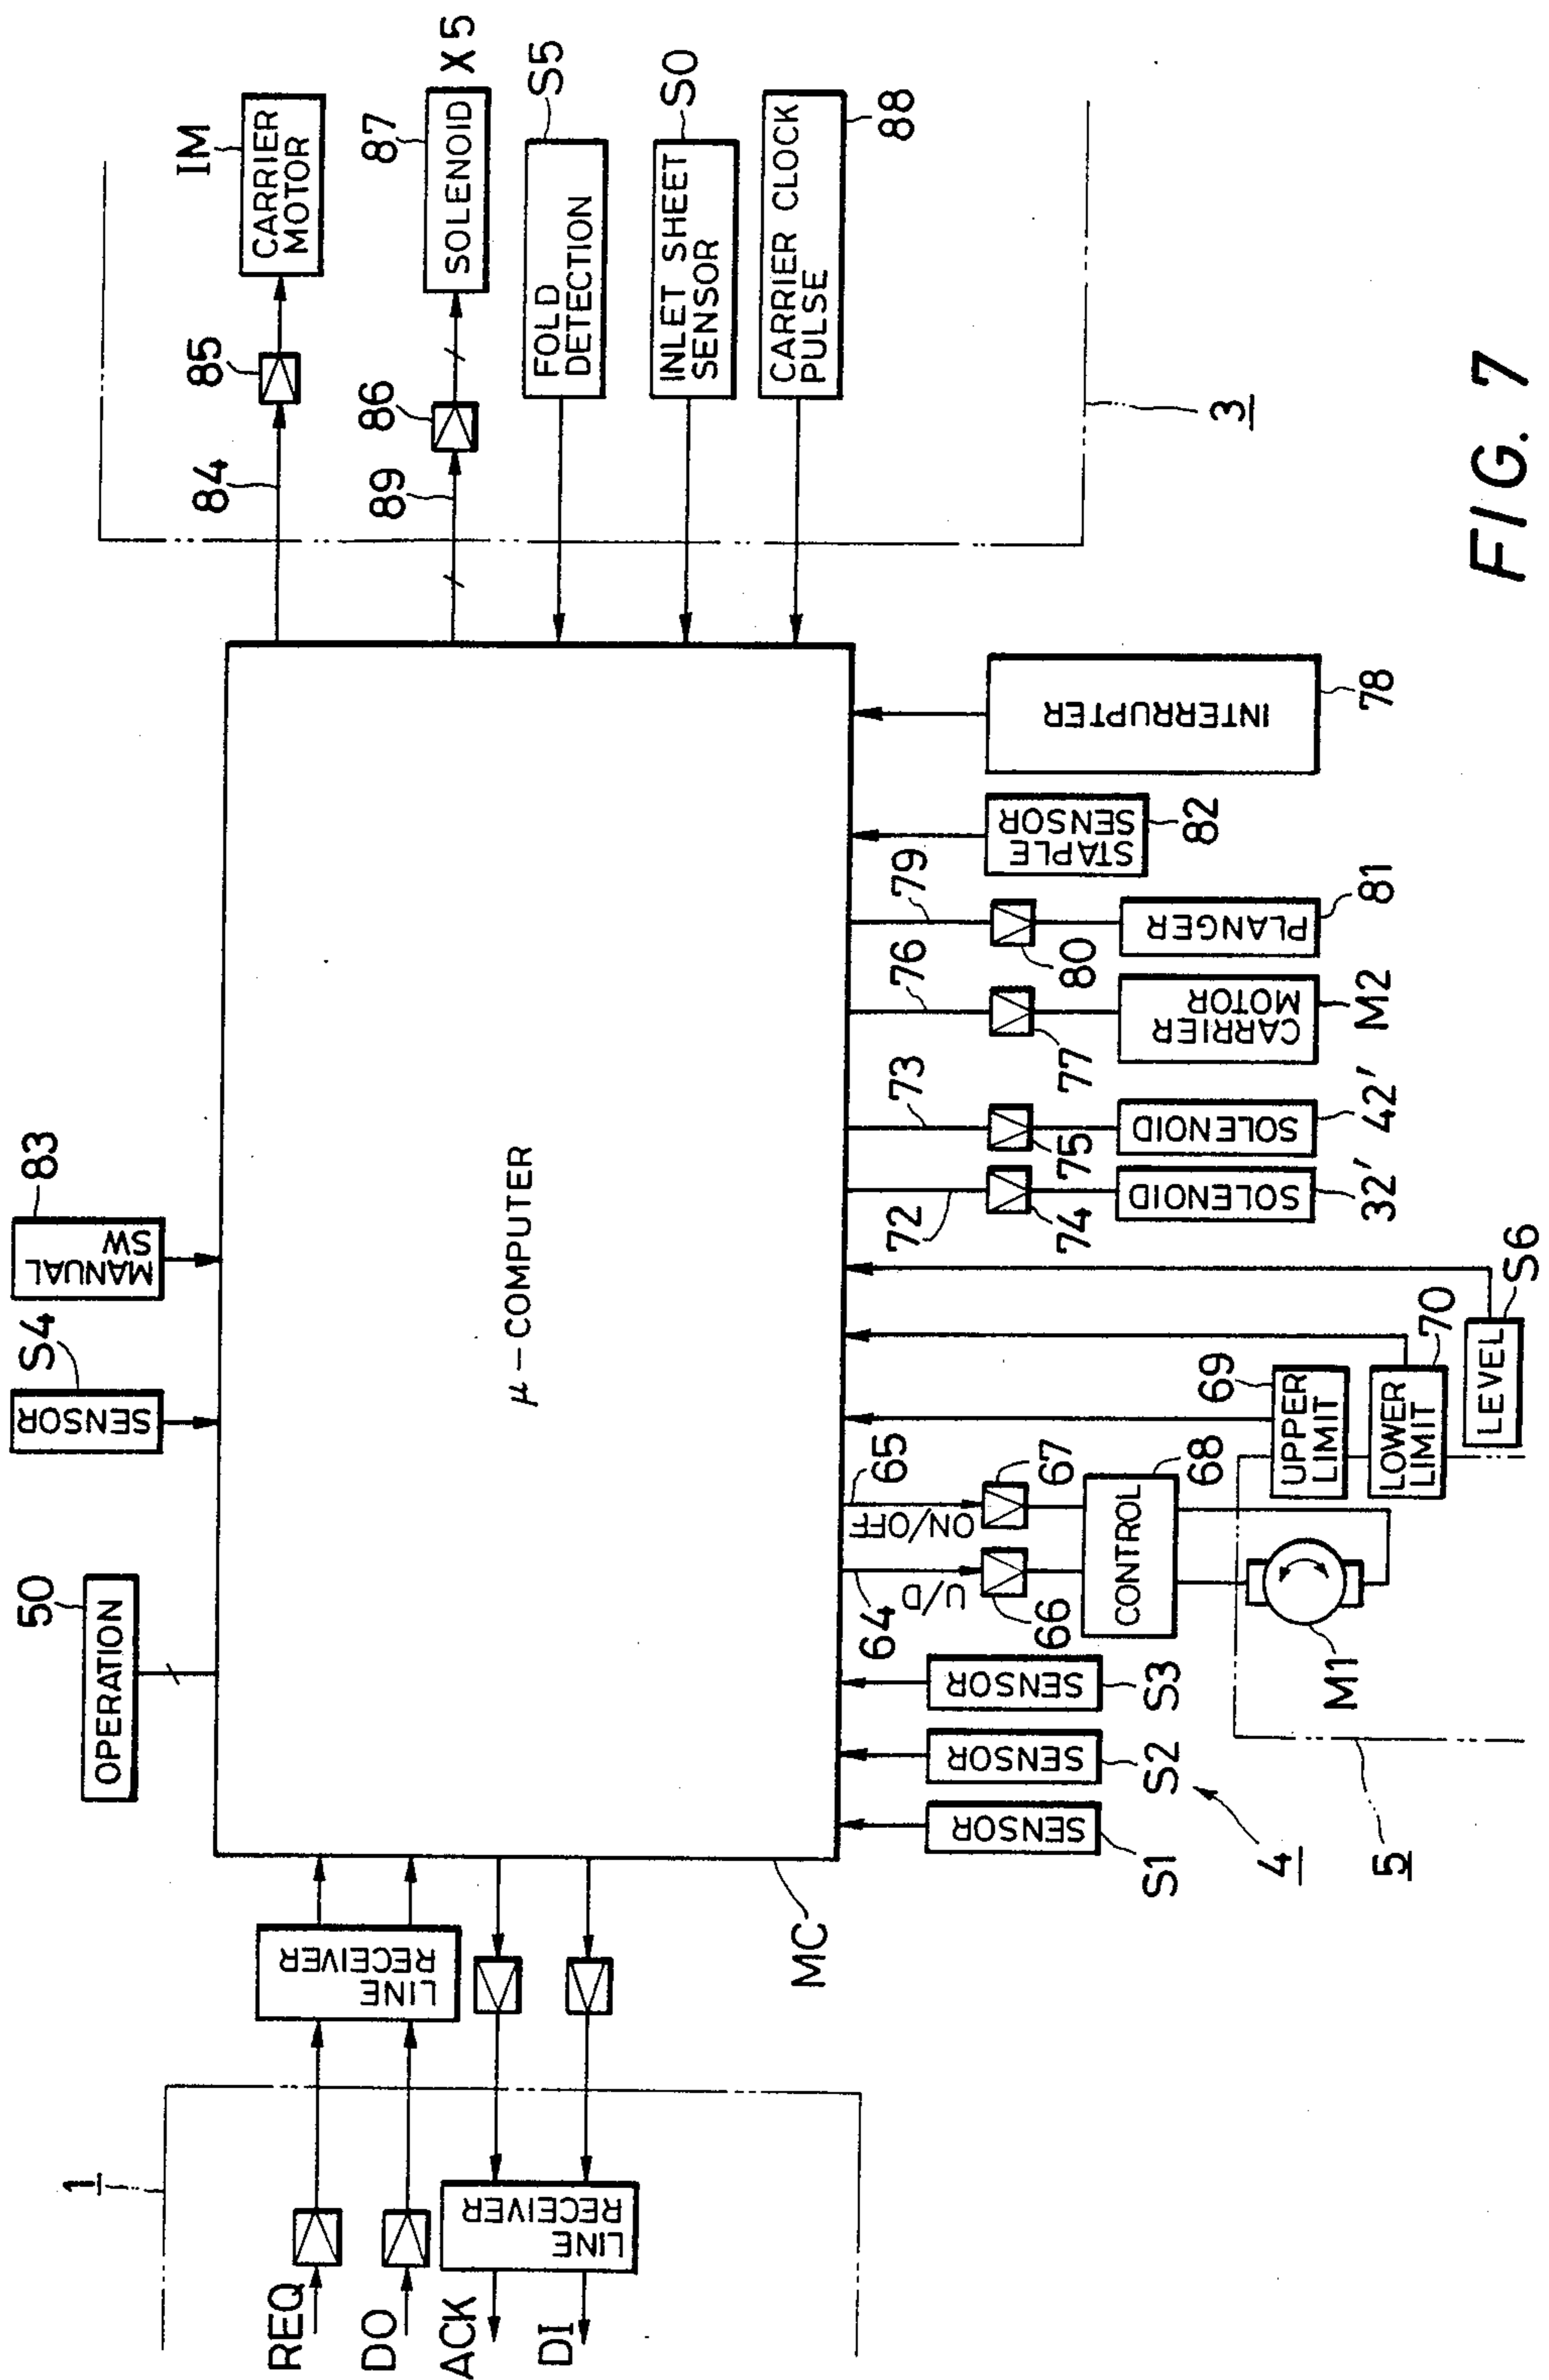 1
REQ
DO
ACK
DI
LINE
RECEIVER
LINE
RECEIVER
MC
50
OPERATION
S4
SENSOR
83
MANUAL
SW
μ-COMPUTER
IM
CARRIER
MOTOR
84
85
87
SOLENOID
X5
89
86
S5
FOLD
DETECTION
S0
INLET SHEET
SENSOR
88
CARRIER CLOCK
PULSE
3
SENSOR
S1
SENSOR
S2
SENSOR
S3
4
5
64
U/D
66
65
ON/OFF
67
CONTROL
68
M1
69
UPPER
LIMIT
70
LOWER
LIMIT
LEVEL
S6
72
74
SOLENOID
32'
73
75
SOLENOID
42'
76
77
CARRIER
MOTOR
M2
79
80
PLANGER
81
STAPLE
SENSOR
82
INTERRUPTER
78
FIG. 7